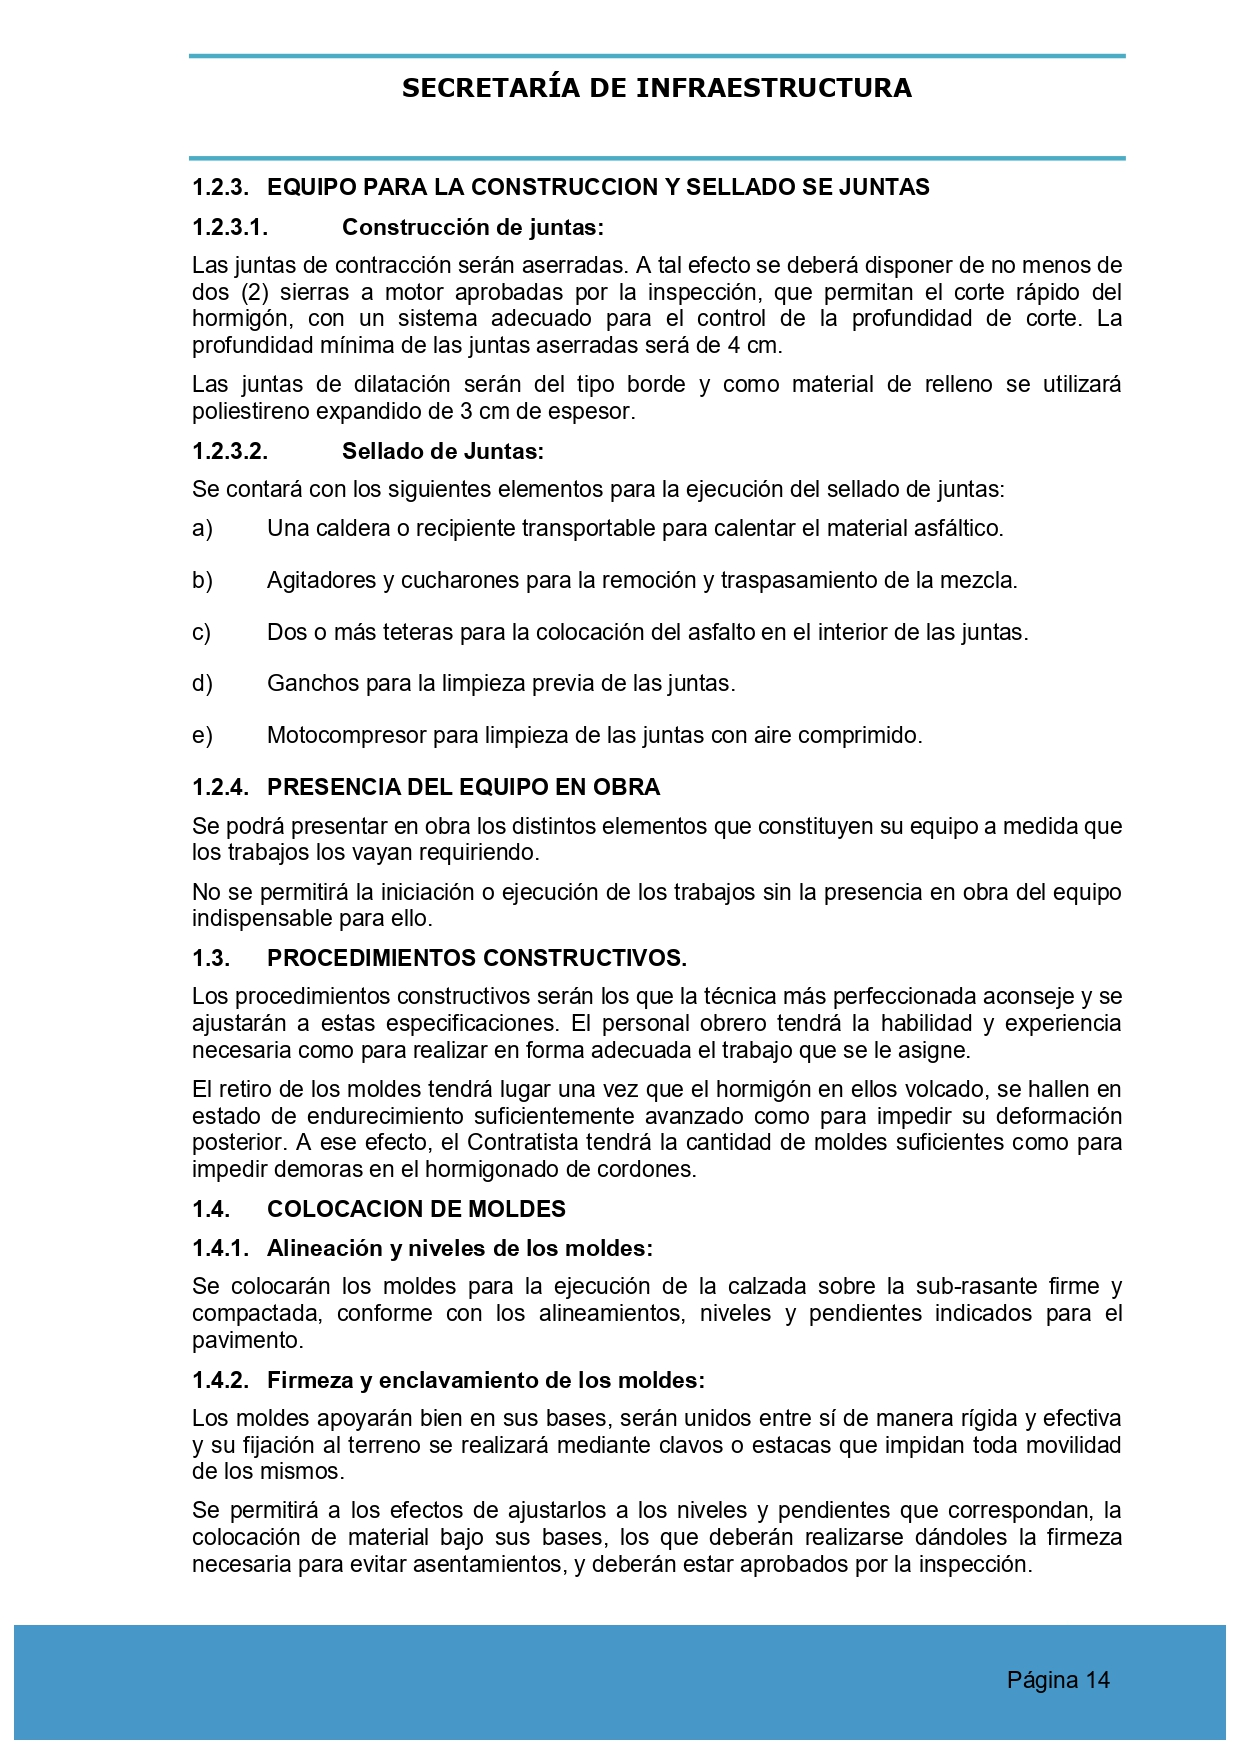 SECRETARÍA DE INFRAESTRUCTURA
1.2.3. EQUIPO PARA LA CONSTRUCCION Y SELLADO SE JUNTAS
1.2.3.1. Construcción de juntas:
Las juntas de contracción serán aserradas. A tal efecto se deberá disponer de no menos de
dos (2) sierras a motor aprobadas por la inspección, que permitan el corte rápido del
hormigón, con un sistema adecuado para el control de la profundidad de corte. La
profundidad mínima de las juntas aserradas será de 4 cm.
Las juntas de dilatación serán del tipo borde y como material de relleno se utilizará
poliestireno expandido de 3 cm de espesor.
1.2.3.2. Sellado de Juntas:
Se contará con los siguientes elementos para la ejecución del sellado de juntas:
a) Una caldera o recipiente transportable para calentar el material asfáltico.
b) Agitadores y cucharones para la remoción y traspasamiento de la mezcla.
c) Dos o más teteras para la colocación del asfalto en el interior de las juntas.
d) Ganchos para la limpieza previa de las juntas.
e) Motocompresor para limpieza de las juntas con aire comprimido.
1.2.4. PRESENCIA DEL EQUIPO EN OBRA
Se podrá presentar en obra los distintos elementos que constituyen su equipo a medida que
los trabajos los vayan requiriendo.
No se permitirá la iniciación o ejecución de los trabajos sin la presencia en obra del equipo
indispensable para ello.
1.3. PROCEDIMIENTOS CONSTRUCTIVOS.
Los procedimientos constructivos serán los que la técnica más perfeccionada aconseje y se
ajustarán a estas especificaciones. El personal obrero tendrá la habilidad y experiencia
necesaria como para realizar en forma adecuada el trabajo que se le asigne.
El retiro de los moldes tendrá lugar una vez que el hormigón en ellos volcado, se hallen en
estado de endurecimiento suficientemente avanzado como para impedir su deformación
posterior. A ese efecto, el Contratista tendrá la cantidad de moldes suficientes como para
impedir demoras en el hormigonado de cordones.
1.4. COLOCACION DE MOLDES
1.4.1. Alineación y niveles de los moldes:
Se colocarán los moldes para la ejecución de la calzada sobre la sub-rasante firme y
compactada, conforme con los alineamientos, niveles y pendientes indicados para el
pavimento.
1.4.2. Firmeza y enclavamiento de los moldes:
Los moldes apoyarán bien en sus bases, serán unidos entre sí de manera rígida y efectiva
y su fijación al terreno se realizará mediante clavos o estacas que impidan toda movilidad
de los mismos.
Se permitirá a los efectos de ajustarlos a los niveles y pendientes que correspondan, la
colocación de material bajo sus bases, los que deberán realizarse dándoles la firmeza
necesaria para evitar asentamientos, y deberán estar aprobados por la inspección.
Página 14